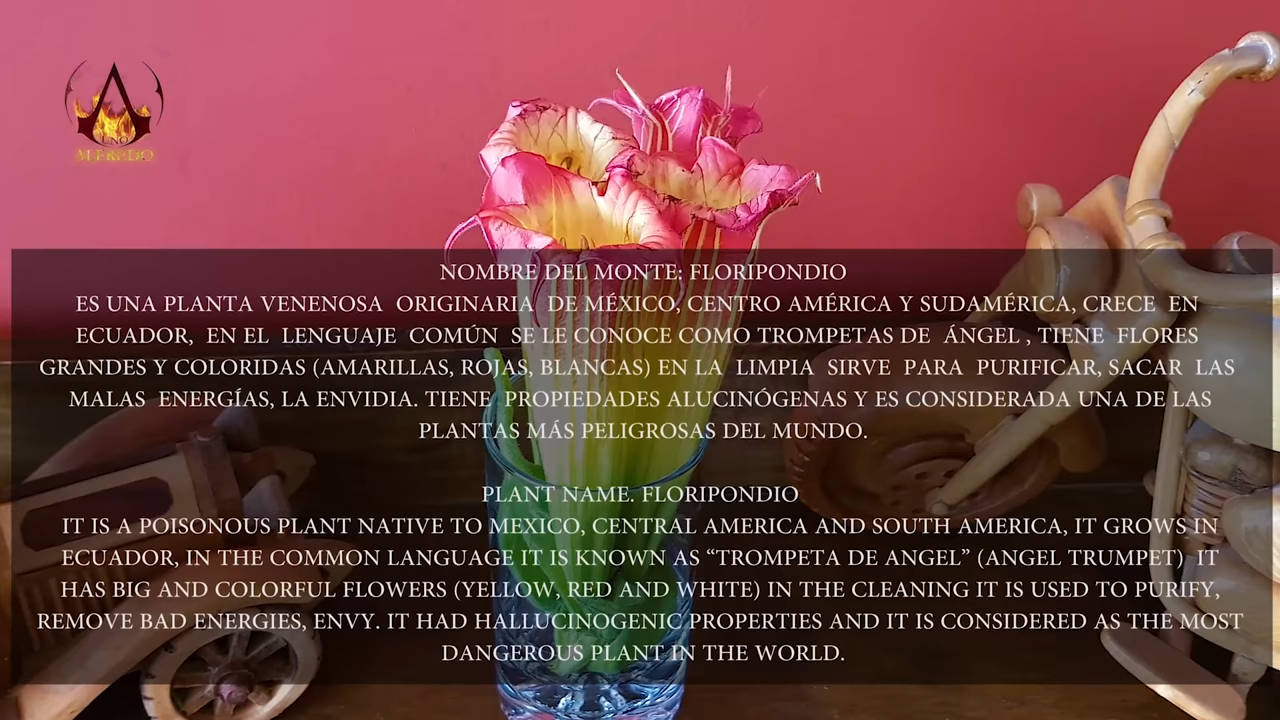 UNO
ALFREDO
NOMBRE DEL MONTE: FLORIPONDIO
ES UNA PLANTA VENENOSA ORIGINARIA DE MÉXICO, CENTRO AMÉRICA Y SUDAMÉRICA, CRECE EN
ECUADOR, EN EL LENGUAJE COMÚN SE LE CONOCE COMO TROMPETAS DE ÁNGEL , TIENE FLORES
GRANDES Y COLORIDAS (AMARILLAS, ROJAS, BLANCAS) EN LA LIMPIA SIRVE PARA PURIFICAR, SACAR LAS
MALAS ENERGÍAS, LA ENVIDIA. TIENE PROPIEDADES ALUCINÓGENAS Y ES CONSIDERADA UNA DE LAS
PLANTAS MÁS PELIGROSAS DEL MUNDO.
PLANT NAME. FLORIPONDIO
IT IS A POISONOUS PLANT NATIVE TO MEXICO, CENTRAL AMERICA AND SOUTH AMERICA, IT GROWS IN
ECUADOR, IN THE COMMON LANGUAGE IT IS KNOWN AS “TROMPETA DE ANGEL” (ANGEL TRUMPET) IT
HAS BIG AND COLORFUL FLOWERS (YELLOW, RED AND WHITE) IN THE CLEANING IT IS USED TO PURIFY,
REMOVE BAD ENERGIES, ENVY. IT HAD HALLUCINOGENIC PROPERTIES AND IT IS CONSIDERED AS THE MOST
DANGEROUS PLANT IN THE WORLD.